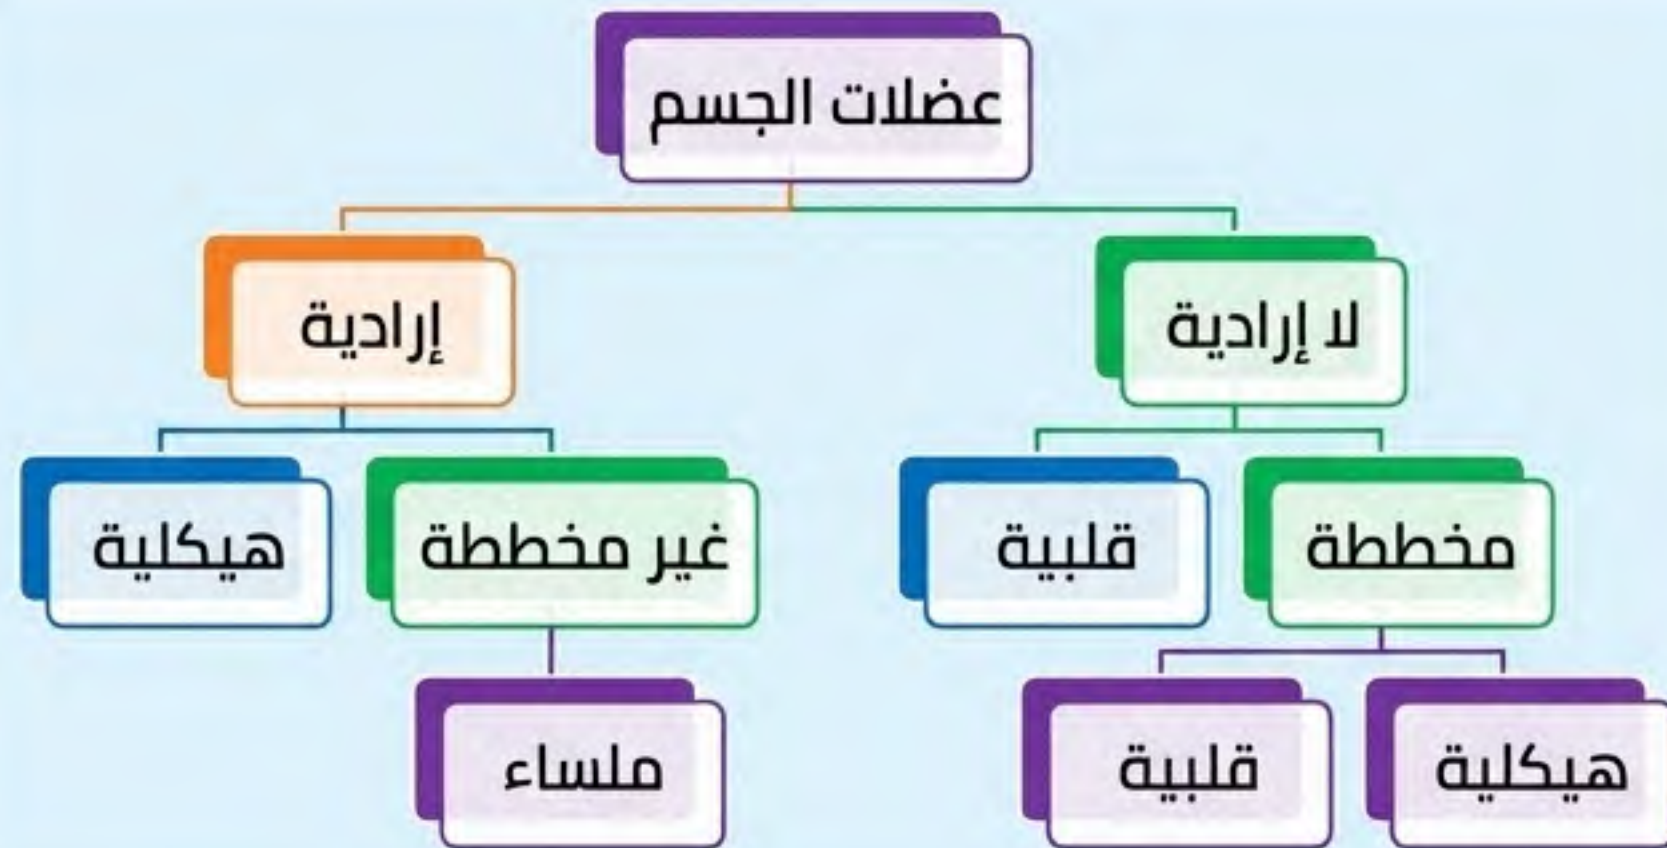 عضلات الجسم
لا إرادية
إرادية
مخططة
قلبية
غير مخططة
هيكلية
هيكلية
قلبية
ملساء